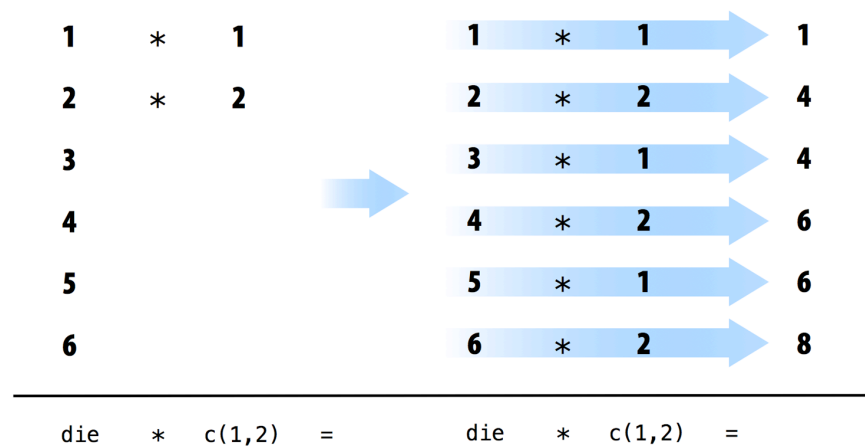 1 * 1 1 * 1 1
2 * 2 2 * 2 4
3 3 * 1 4
4 4 * 2 6
5 5 * 1 6
6 6 * 2 8
die * c(1,2) = die * c(1,2) =